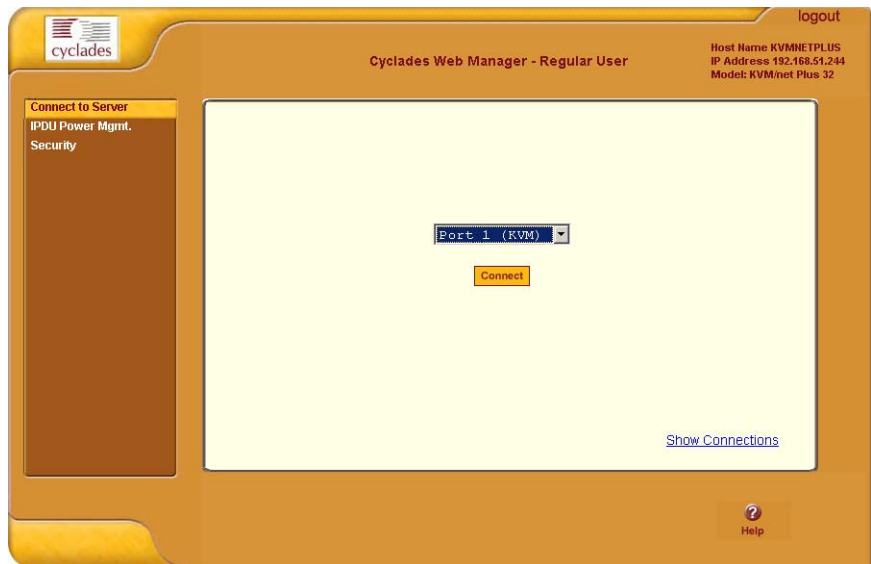 logout
cyclades
Cyclades Web Manager - Regular User
Host Name KVMNETPLUS
IP Address 192.168.51.244
Model: KVM/net Plus 32
Connect to Server
IPDU Power Mgmt.
Security
Port 1 (KVM)
Connect
Show Connections
?
Help